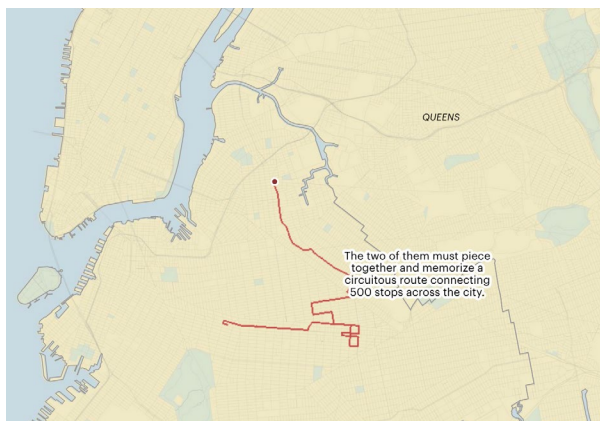 QUEENS
The two of them must piece
together and memorize a
circuitous route connecting
500 stops across the city.